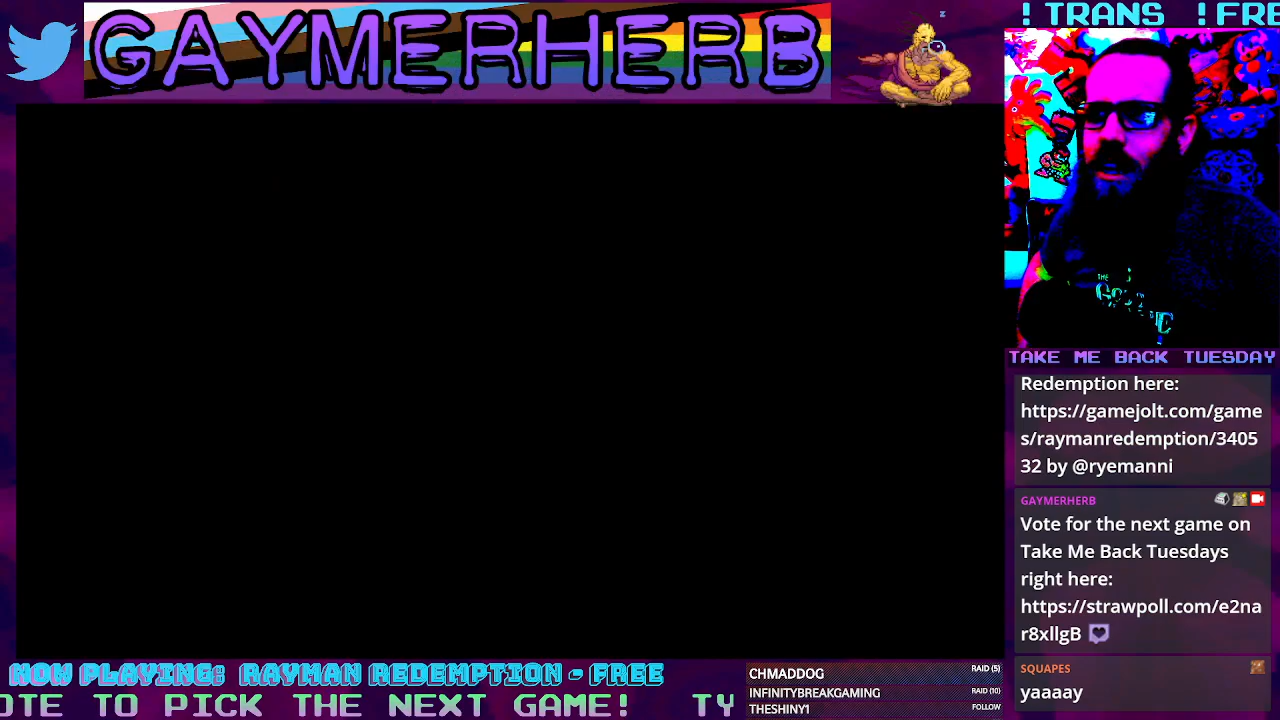 GAYMERHERB
! TRANS ! FRE
z
TAKE ME BACK TUESDAY
Redemption here:
https://gamejolt.com/game
s/raymanredemption/3405
32 by @ryemanni
GAYMERHERB
Vote for the next game on
Take Me Back Tuesdays
right here:
https://strawpoll.com/e2na
r8xllgB
SQUAPES
yaaaay
NOW PLAYING: RAYMAN REDEMPTION - FREE
OTE TO PICK THE NEXT GAME! TY
CHMADDOG RAID (5)
INFINITYBREAKGAMING RAID (10)
THESHINY1 FOLLOW